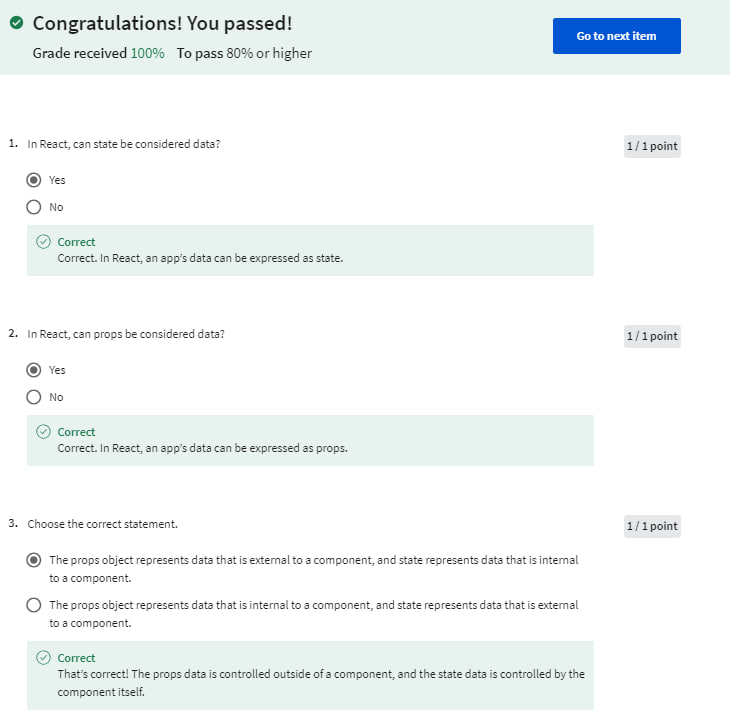 Congratulations! You passed!
Grade received 100% To pass 80% or higher
Go to next item
1. In React, can state be considered data?
1 / 1 point
Yes
No
Correct
Correct. In React, an app's data can be expressed as state.
2. In React, can props be considered data?
1 / 1 point
Yes
No
Correct
Correct. In React, an app's data can be expressed as props.
3. Choose the correct statement.
1 / 1 point
The props object represents data that is external to a component, and state represents data that is internal
to a component.
The props object represents data that is internal to a component, and state represents data that is external
to a component.
Correct
That's correct! The props data is controlled outside of a component, and the state data is controlled by the
component itself.